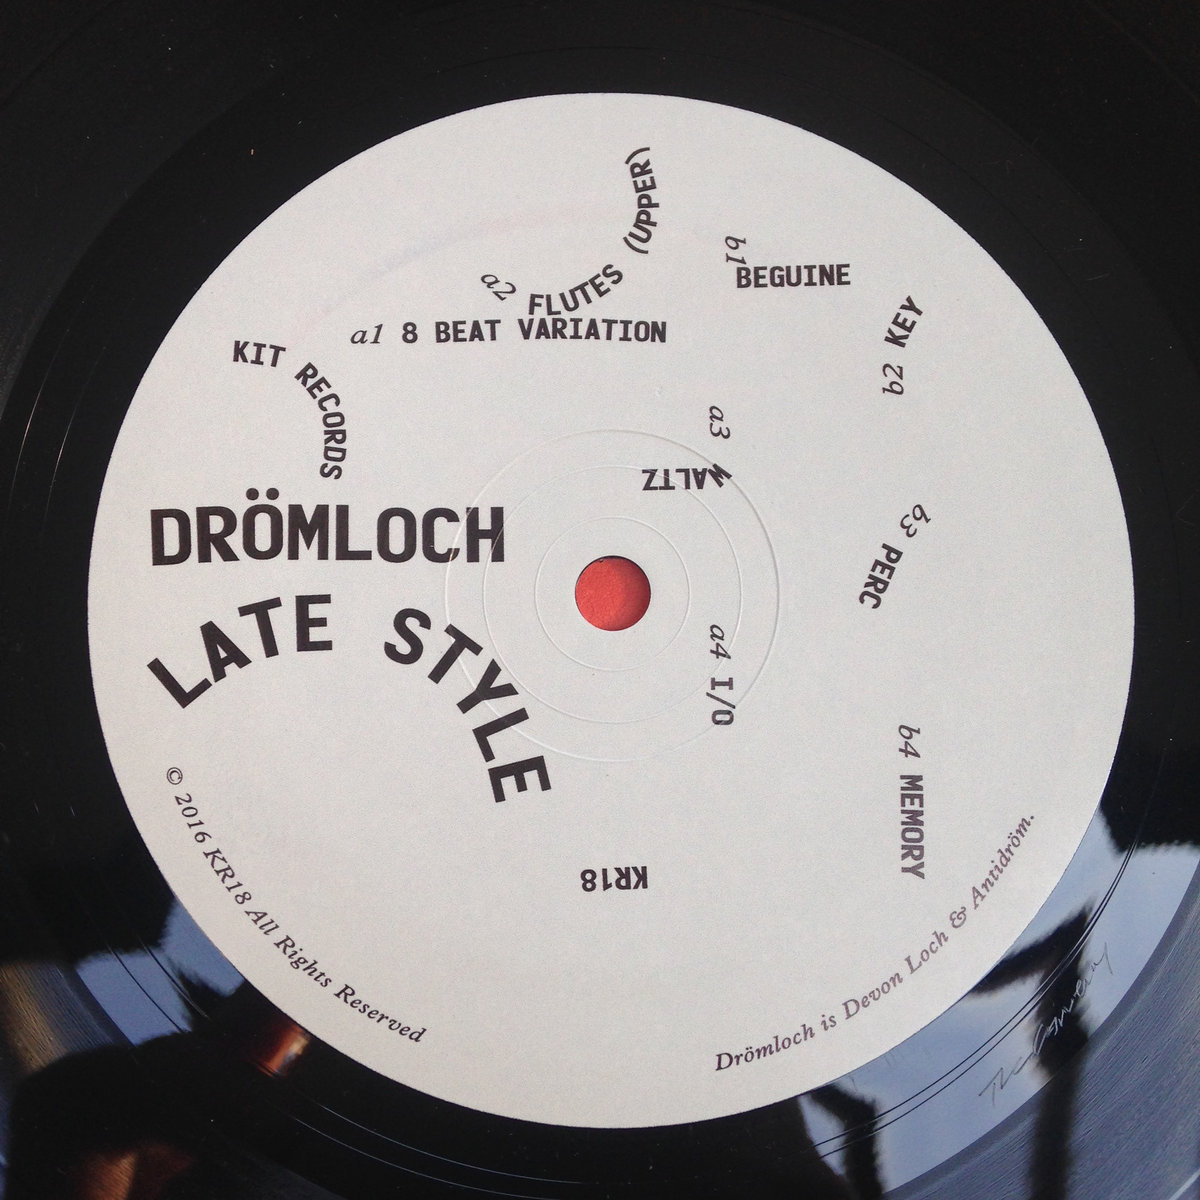 KIT RECORDS
DRÖMLOCH
LATE STYLE
a1 8 BEAT VARIATION
a2 FLUTES (UPPER)
a3 WALTZ
a4 I/O
b1 BEGUINE
b2 KEY
b3 PERC
b4 MEMORY
KR18
© 2016 KR18 All Rights Reserved
Drömloch is Devon Loch & Antidröm.